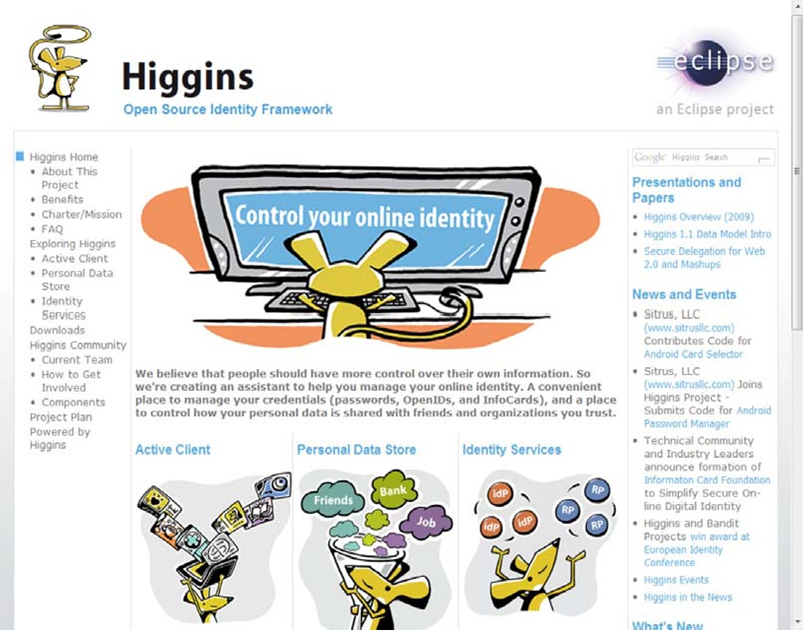 Higgins
Open Source Identity Framework
eclipse
an Eclipse project
Higgins Home
About This
Project
Benefits
Charter/Mission
FAQ
Exploring Higgins
Active Client
Personal Data
Store
Identity
Services
Downloads
Higgins Community
Current Team
How to Get
Involved
Components
Project Plan
Powered by
Higgins
Control your online identity
We believe that people should have more control over their own information. So
we're creating an assistant to help you manage your online identity. A convenient
place to manage your credentials (passwords, OpenIDs, and InfoCards), and a place
to control how your personal data is shared with friends and organizations you trust.
Active Client
Personal Data Store
Friends
Bank
Job
Identity Services
IdP
RP
RP
IdP
IdP
RP
Google Higgins Search
Presentations and
Papers
Higgins Overview (2009)
Higgins 1.1 Data Model Intro
Secure Delegation for Web
2.0 and Mashups
News and Events
Sitrus, LLC
(www.sitrusllc.com)
Contributes Code for
Android Card Selector
Sitrus, LLC
(www.sitrusllc.com) Joins
Higgins Project -
Submits Code for Android
Password Manager
Technical Community
and Industry Leaders
announce formation of
Informaton Card Foundation
to Simplify Secure On-
line Digital Identity
Higgins and Bandit
Projects win award at
European Identity
Conference
Higgins Events
Higgins in the News
What's New